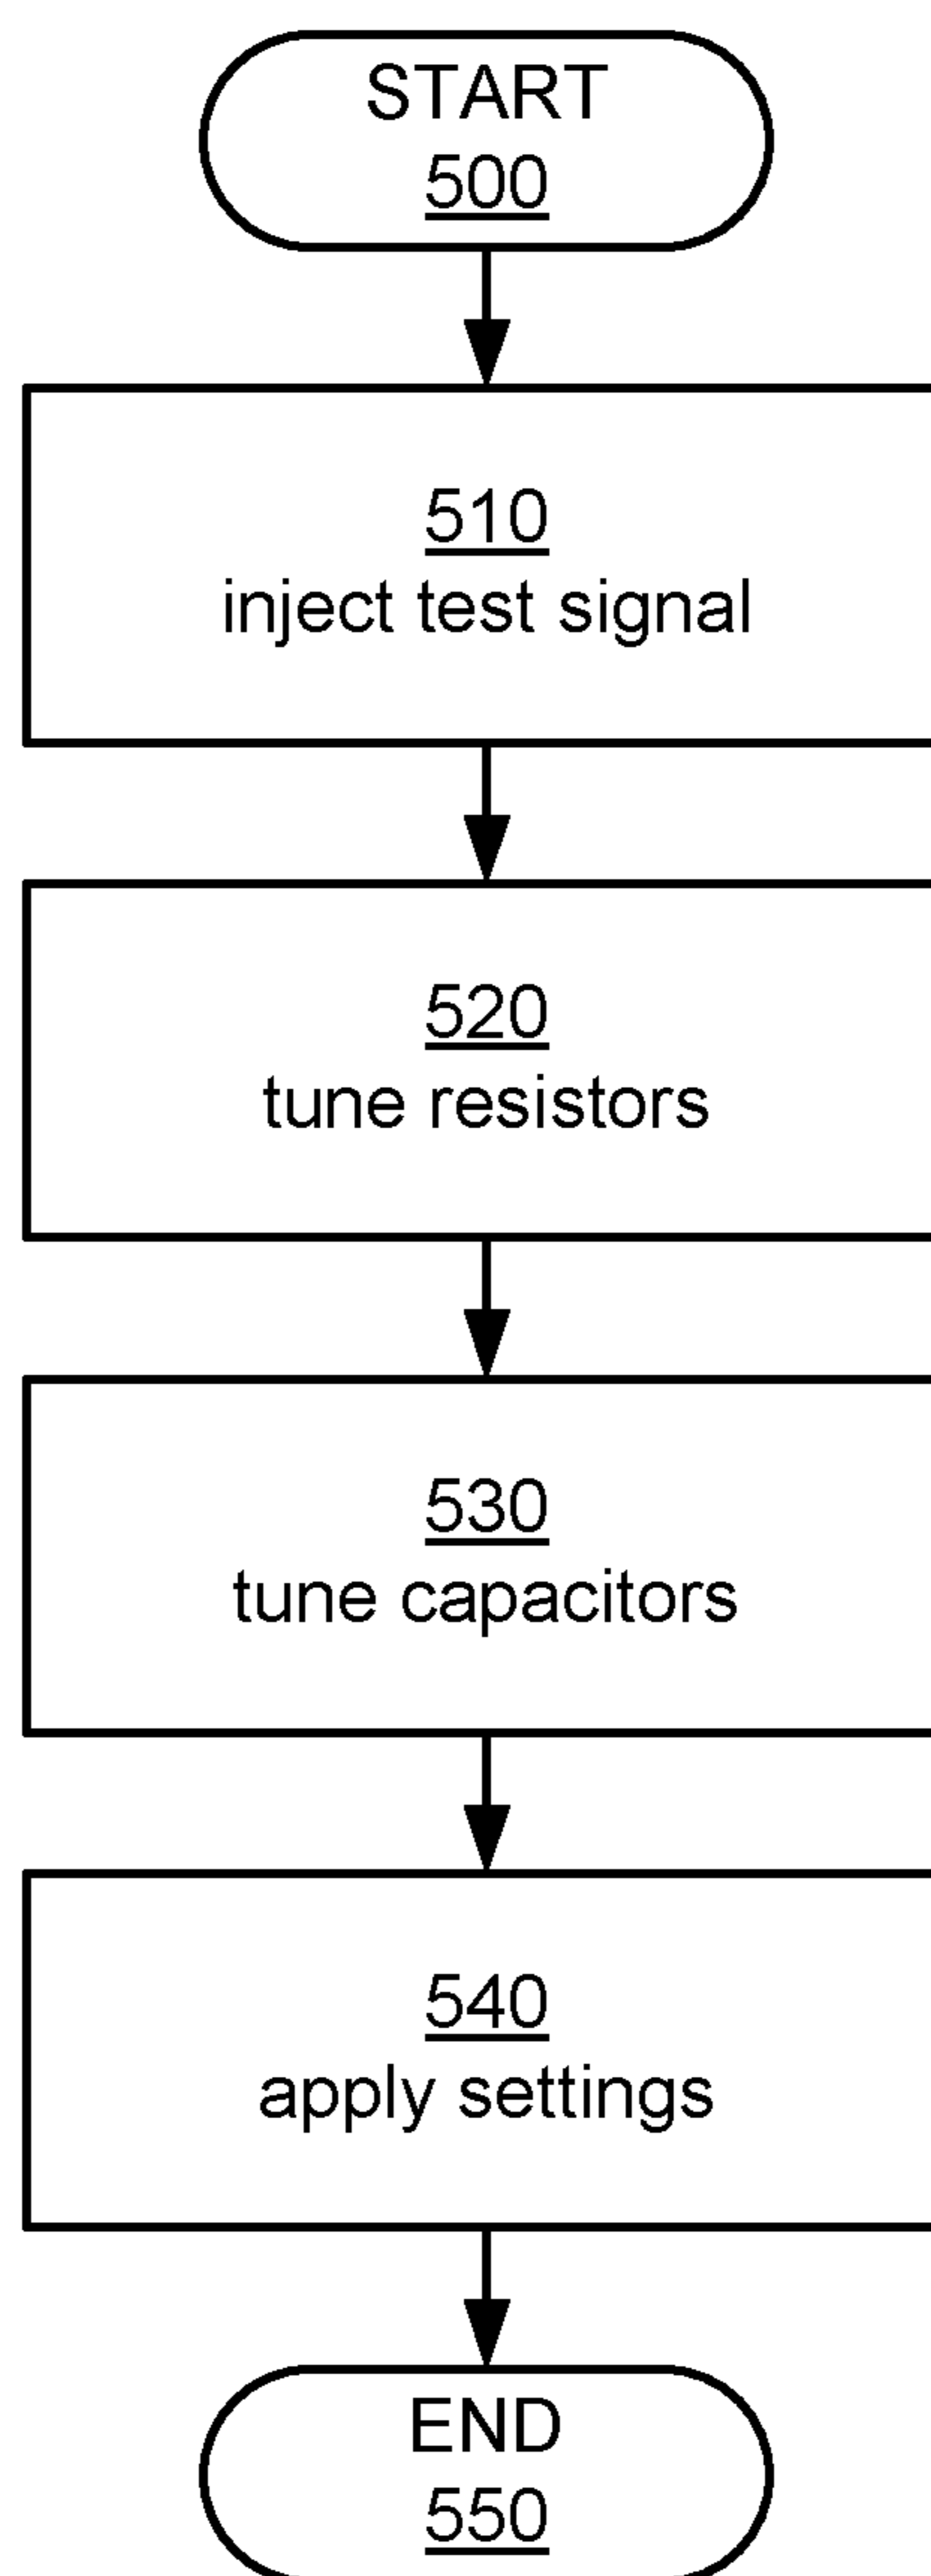 START
500
510
inject test signal
520
tune resistors
530
tune capacitors
540
apply settings
END
550